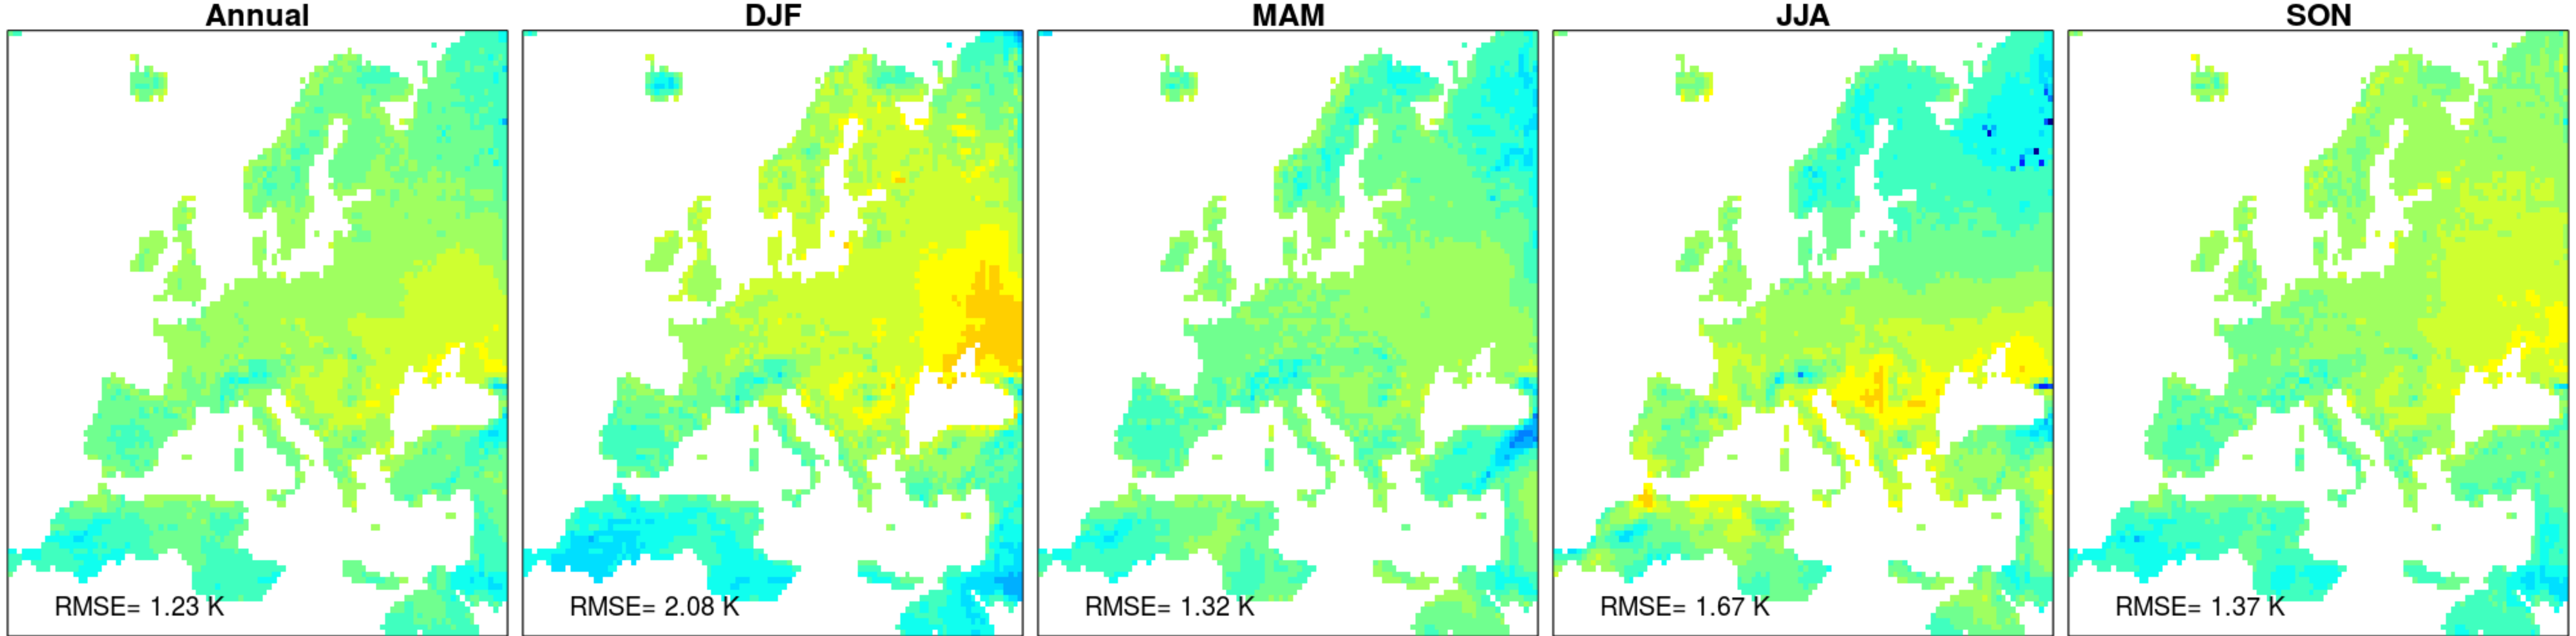 Annual DJF MAM JJA SON
RMSE= 1.23 K RMSE= 2.08 K RMSE= 1.32 K RMSE= 1.67 K RMSE= 1.37 K